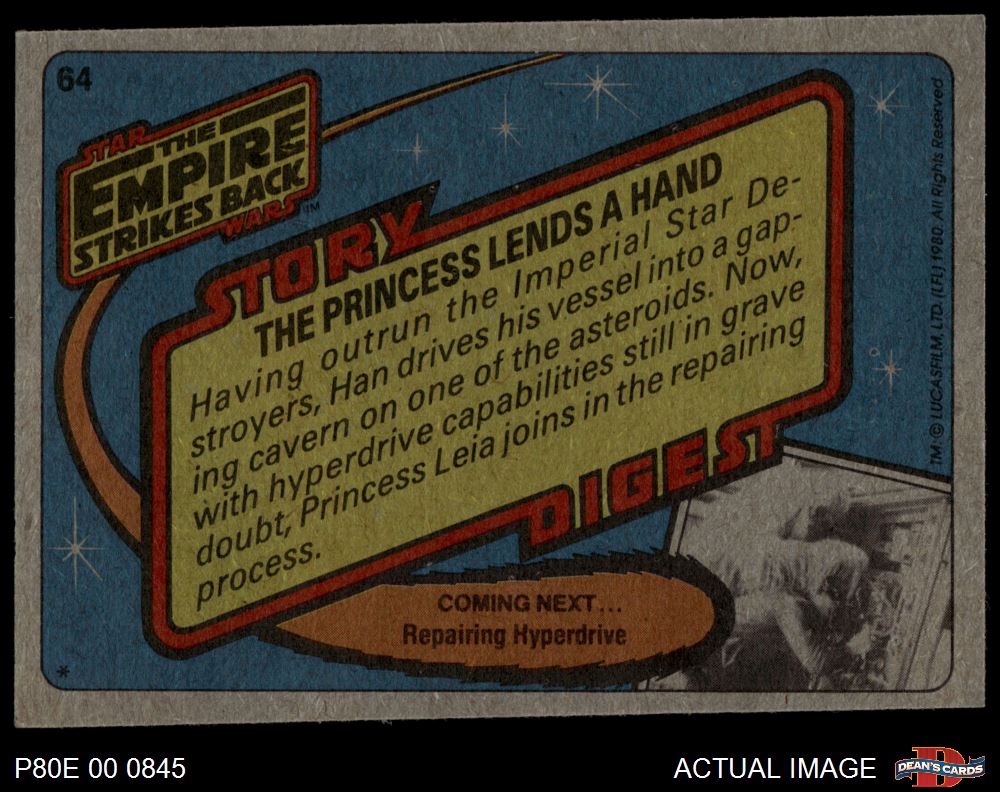 64
STAR
THE
EMPIRE
STRIKES BACK
WARS™
STORY
THE PRINCESS LENDS A HAND
Having outrun the Imperial Star De-
stroyers, Han drives his vessel into a gap-
ing cavern on one of the asteroids. Now,
with hyperdrive capabilities still in grave
doubt, Princess Leia joins in the repairing
process.
DIGEST
COMING NEXT...
Repairing Hyperdrive
*
TM: © LUCASFILM, LTD. (LFL) 1980. All Rights Reserved
P80E 00 0845
ACTUAL IMAGE
DEAN'S CARDS